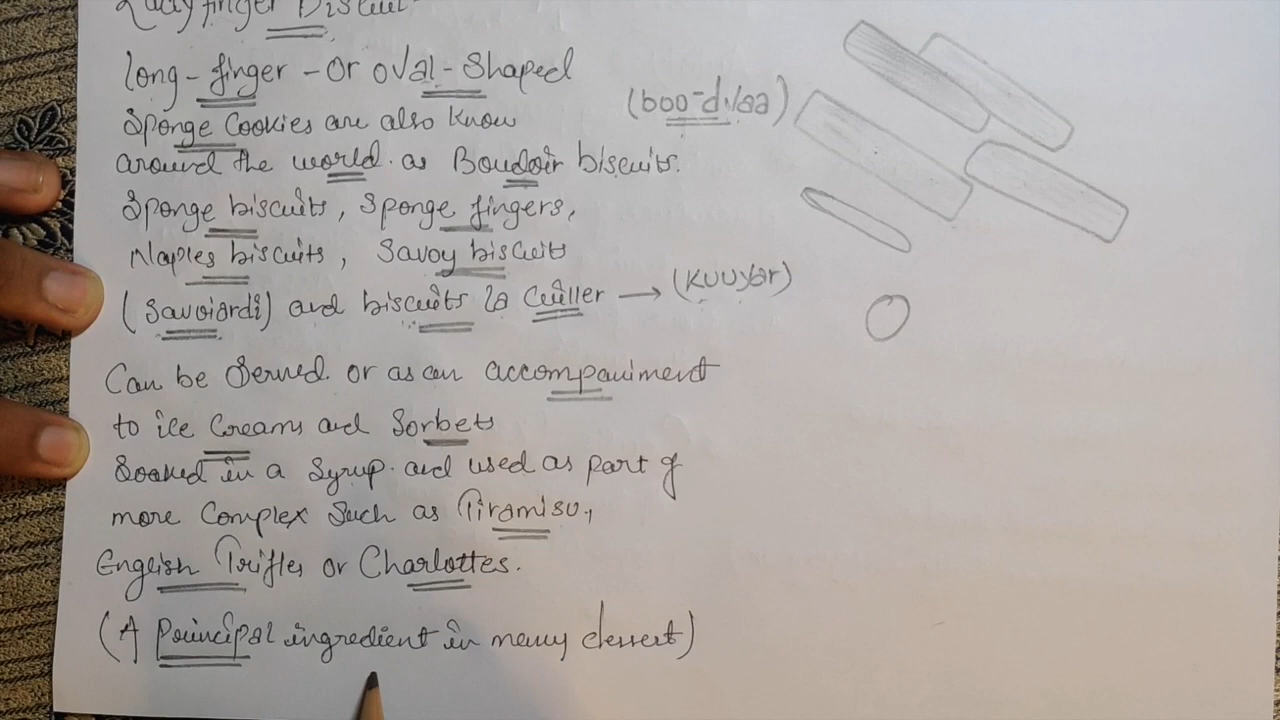 Ladyfinger Biscuit
Long-finger-Or oval-Shaped
(boo-dwaa)
Sponge Cookies are also know
around the world as Boudoir biscuits.
Sponge biscuits, Sponge fingers,
Naples biscuits, Savoy biscuits
(Savoiardi) and biscuits la Cuiller → (kuuyar)
Can be Served or as an accompaniment
to ice Creams and Sorbets
Soaked in a Syrup and used as part of
more Complex Such as Tiramisu,
English Trifles or Charlottes.
(A Principal ingredient in many dessert)